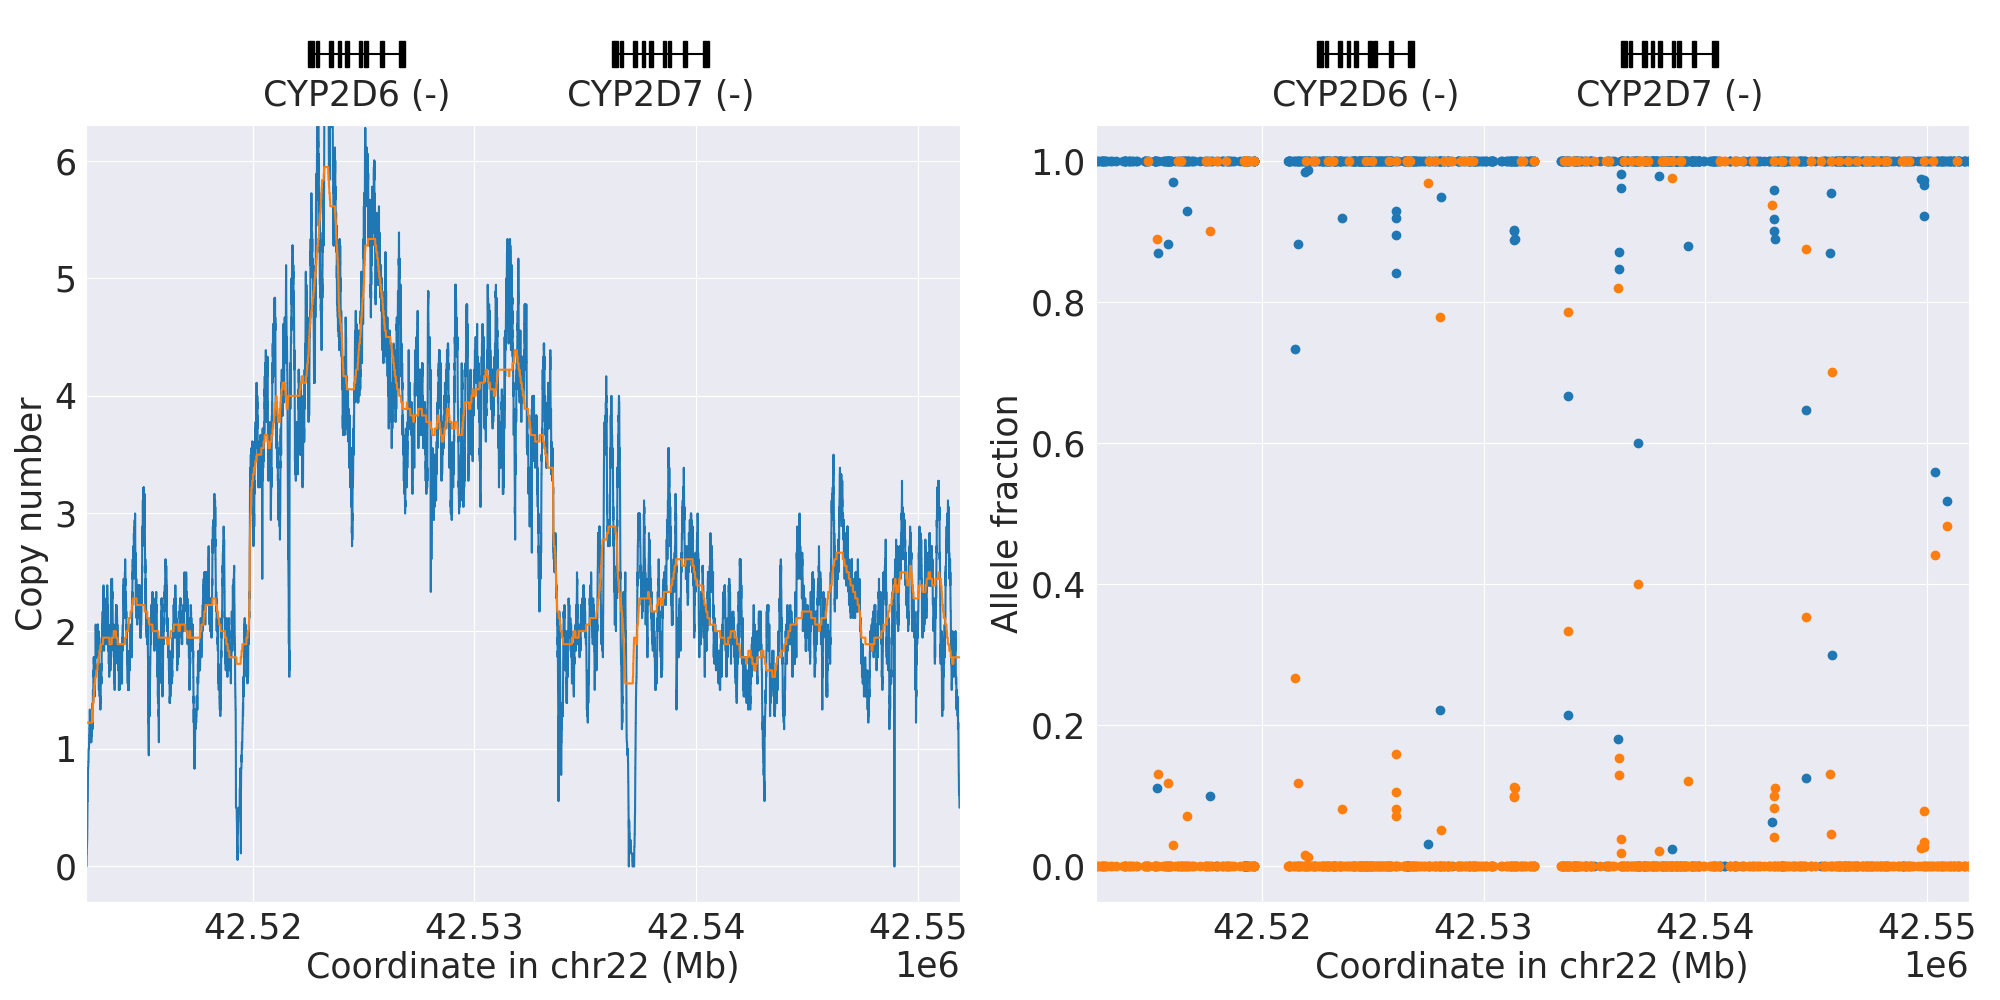 CYP2D6 (-) CYP2D7 (-)
6
5
4
3
2
1
0
Copy number
42.52 42.53 42.54 42.55
Coordinate in chr22 (Mb)
1e6
CYP2D6 (-) CYP2D7 (-)
1.0
0.8
0.6
0.4
0.2
0.0
Allele fraction
42.52 42.53 42.54 42.55
Coordinate in chr22 (Mb)
1e6